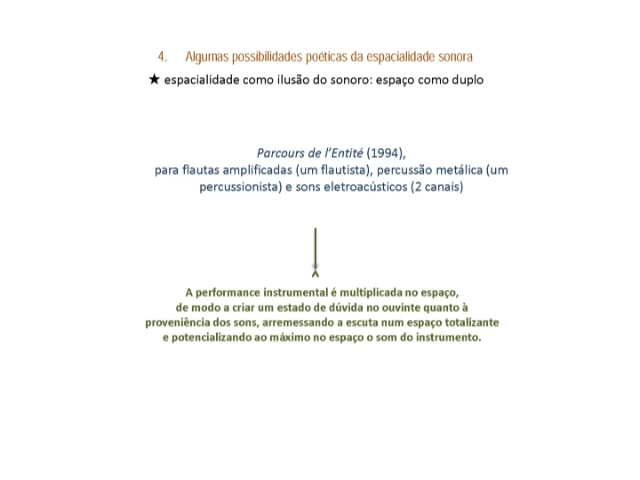 4. Algumas possibilidades poéticas da espacialidade sonora
★ espacialidade como ilusão do sonoro: espaço como duplo
Parcours de l'Entité (1994),
para flautas amplificadas (um flautista), percussão metálica (um
percussionista) e sons eletroacústicos (2 canais)
A performance instrumental é multiplicada no espaço,
de modo a criar um estado de dúvida no ouvinte quanto à
proveniência dos sons, arremessando a escuta num espaço totalizante
e potencializando ao máximo no espaço o som do instrumento.